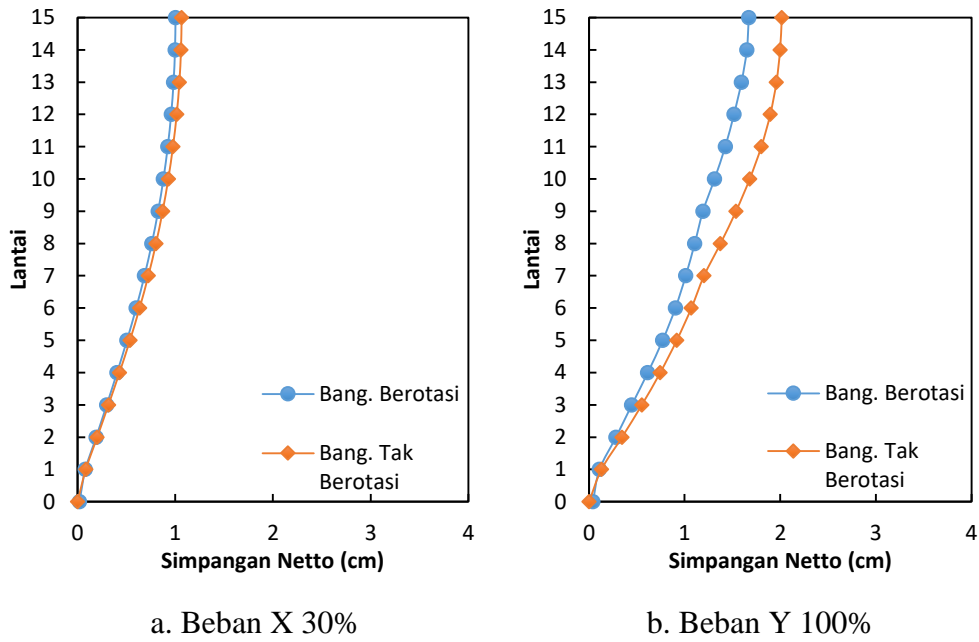 15
14
13
12
11
10
9
8
7
6
5
4
3
2
1
0
Lantai
Bang. Berotasi
Bang. Tak
Berotasi
0 1 2 3 4
Simpangan Netto (cm)
a. Beban X 30%
15
14
13
12
11
10
9
8
7
6
5
4
3
2
1
0
Lantai
Bang. Berotasi
Bang. Tak
Berotasi
0 1 2 3 4
Simpangan Netto (cm)
b. Beban Y 100%